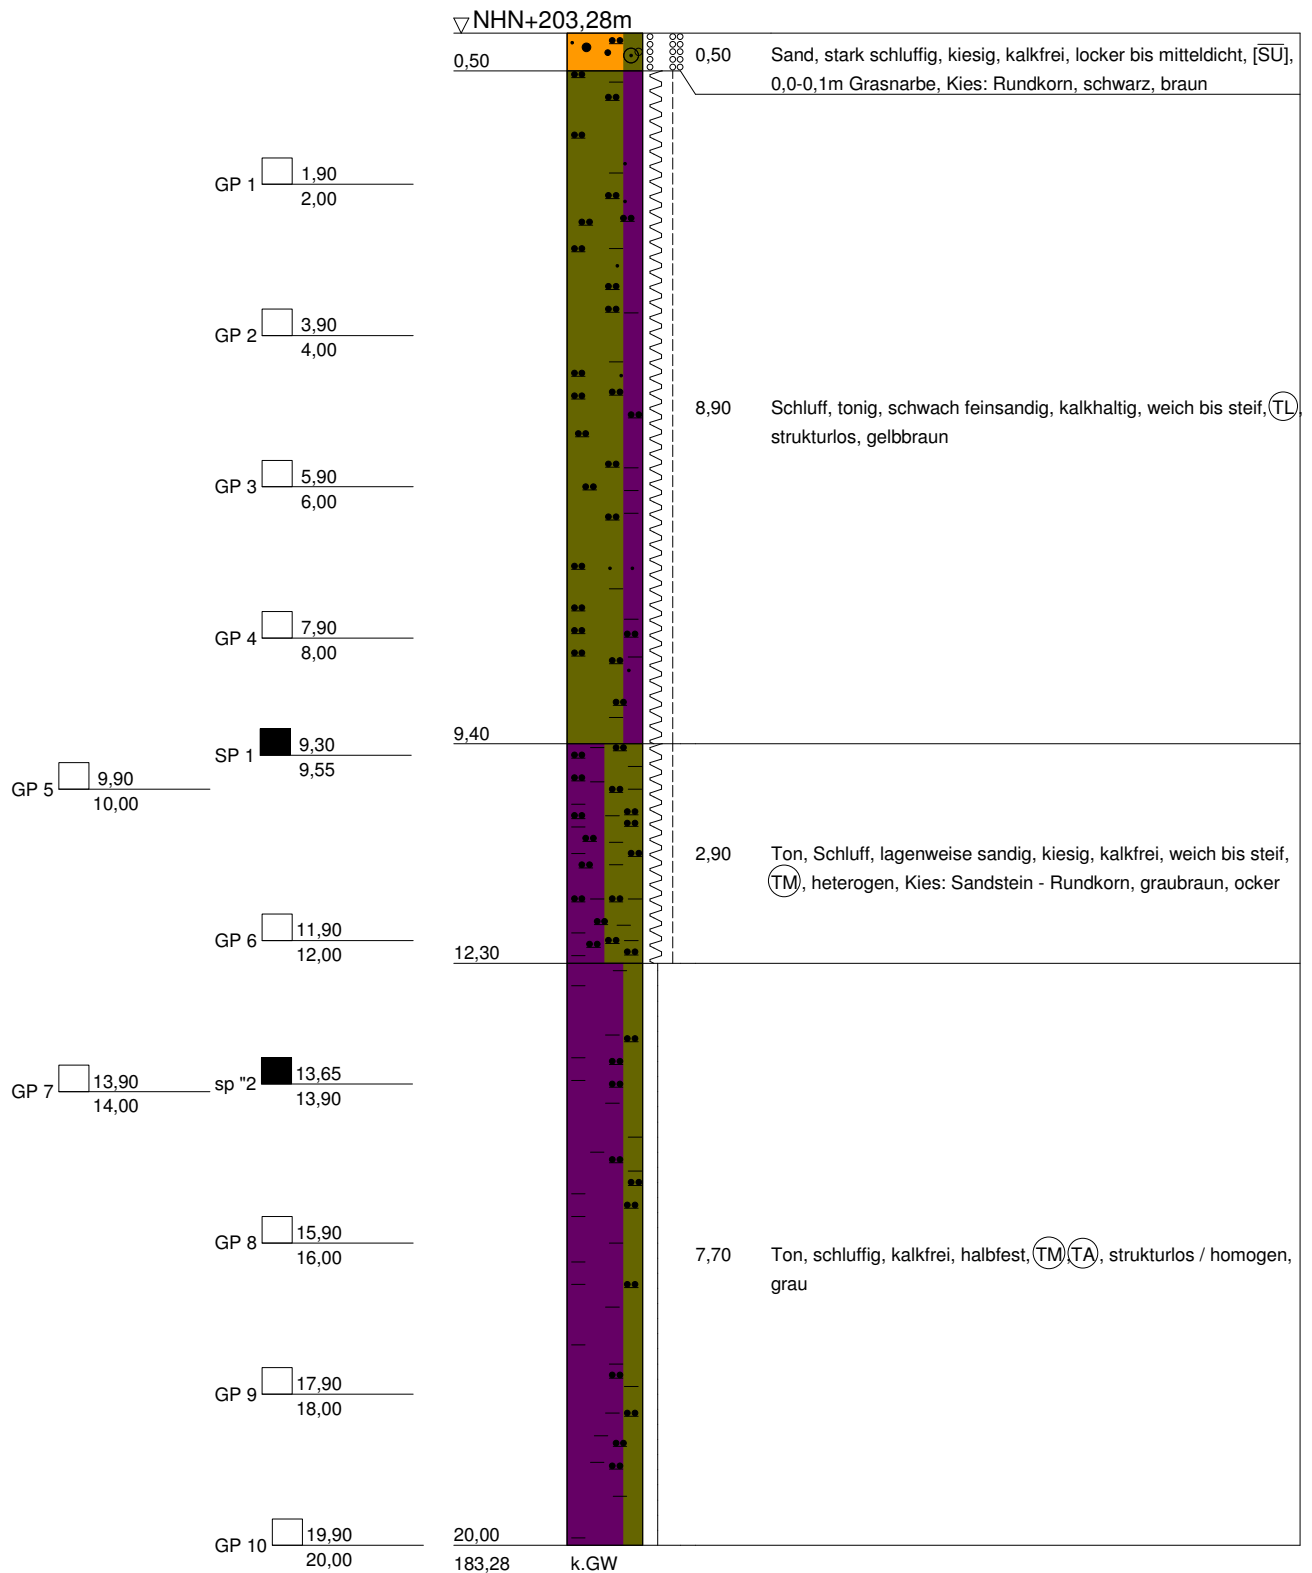 NHN+203,28m
0,50
0,50 Sand, stark schluffig, kiesig, kalkfrei, locker bis mitteldicht, [S̅U̅],
0,0-0,1m Grasnarbe, Kies: Rundkorn, schwarz, braun
GP 1 1,90
2,00
GP 2 3,90
4,00
8,90 Schluff, tonig, schwach feinsandig, kalkhaltig, weich bis steif, TL,
strukturlos, gelbbraun
GP 3 5,90
6,00
GP 4 7,90
8,00
9,40
SP 1 9,30
9,55
GP 5 9,90
10,00
2,90 Ton, Schluff, lagenweise sandig, kiesig, kalkfrei, weich bis steif,
TM, heterogen, Kies: Sandstein - Rundkorn, graubraun, ocker
GP 6 11,90
12,00
12,30
sp "2 13,65
13,90
GP 7 13,90
14,00
GP 8 15,90
16,00
7,70 Ton, schluffig, kalkfrei, halbfest, TM, TA, strukturlos / homogen,
grau
GP 9 17,90
18,00
GP 10 19,90
20,00
20,00
183,28 k.GW